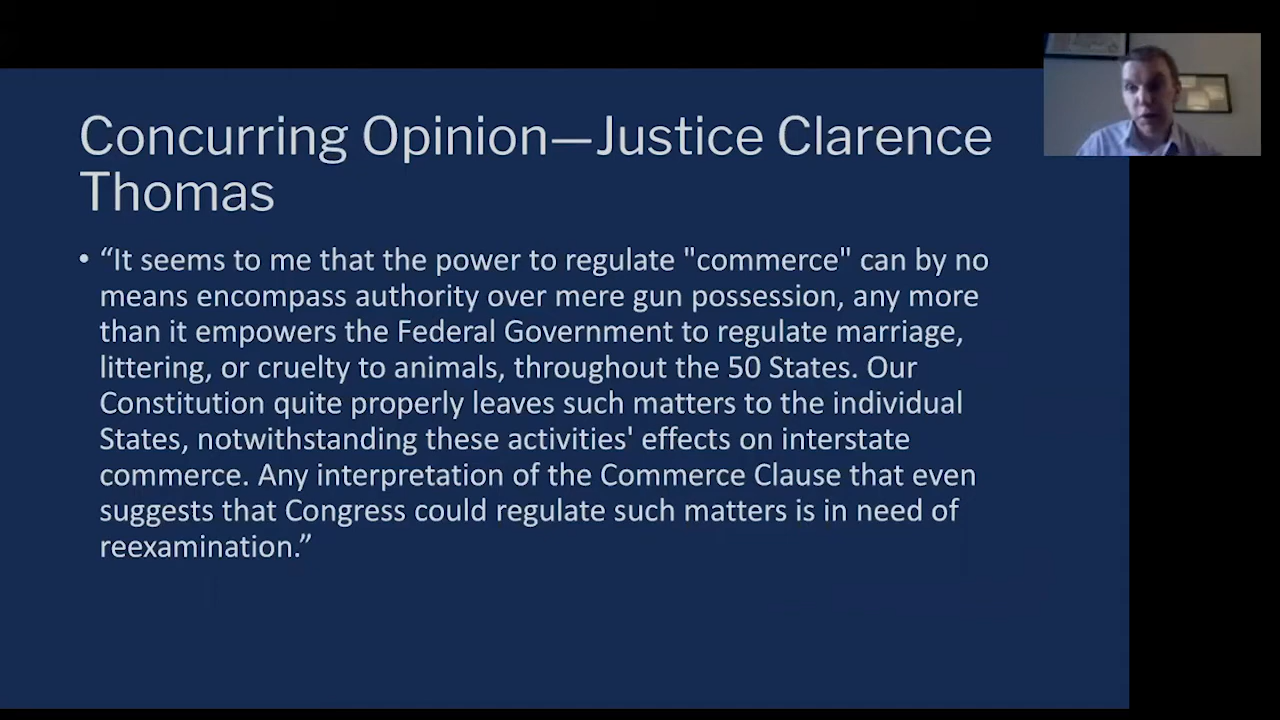 Concurring Opinion—Justice Clarence
Thomas
• “It seems to me that the power to regulate "commerce" can by no
means encompass authority over mere gun possession, any more
than it empowers the Federal Government to regulate marriage,
littering, or cruelty to animals, throughout the 50 States. Our
Constitution quite properly leaves such matters to the individual
States, notwithstanding these activities' effects on interstate
commerce. Any interpretation of the Commerce Clause that even
suggests that Congress could regulate such matters is in need of
reexamination.”